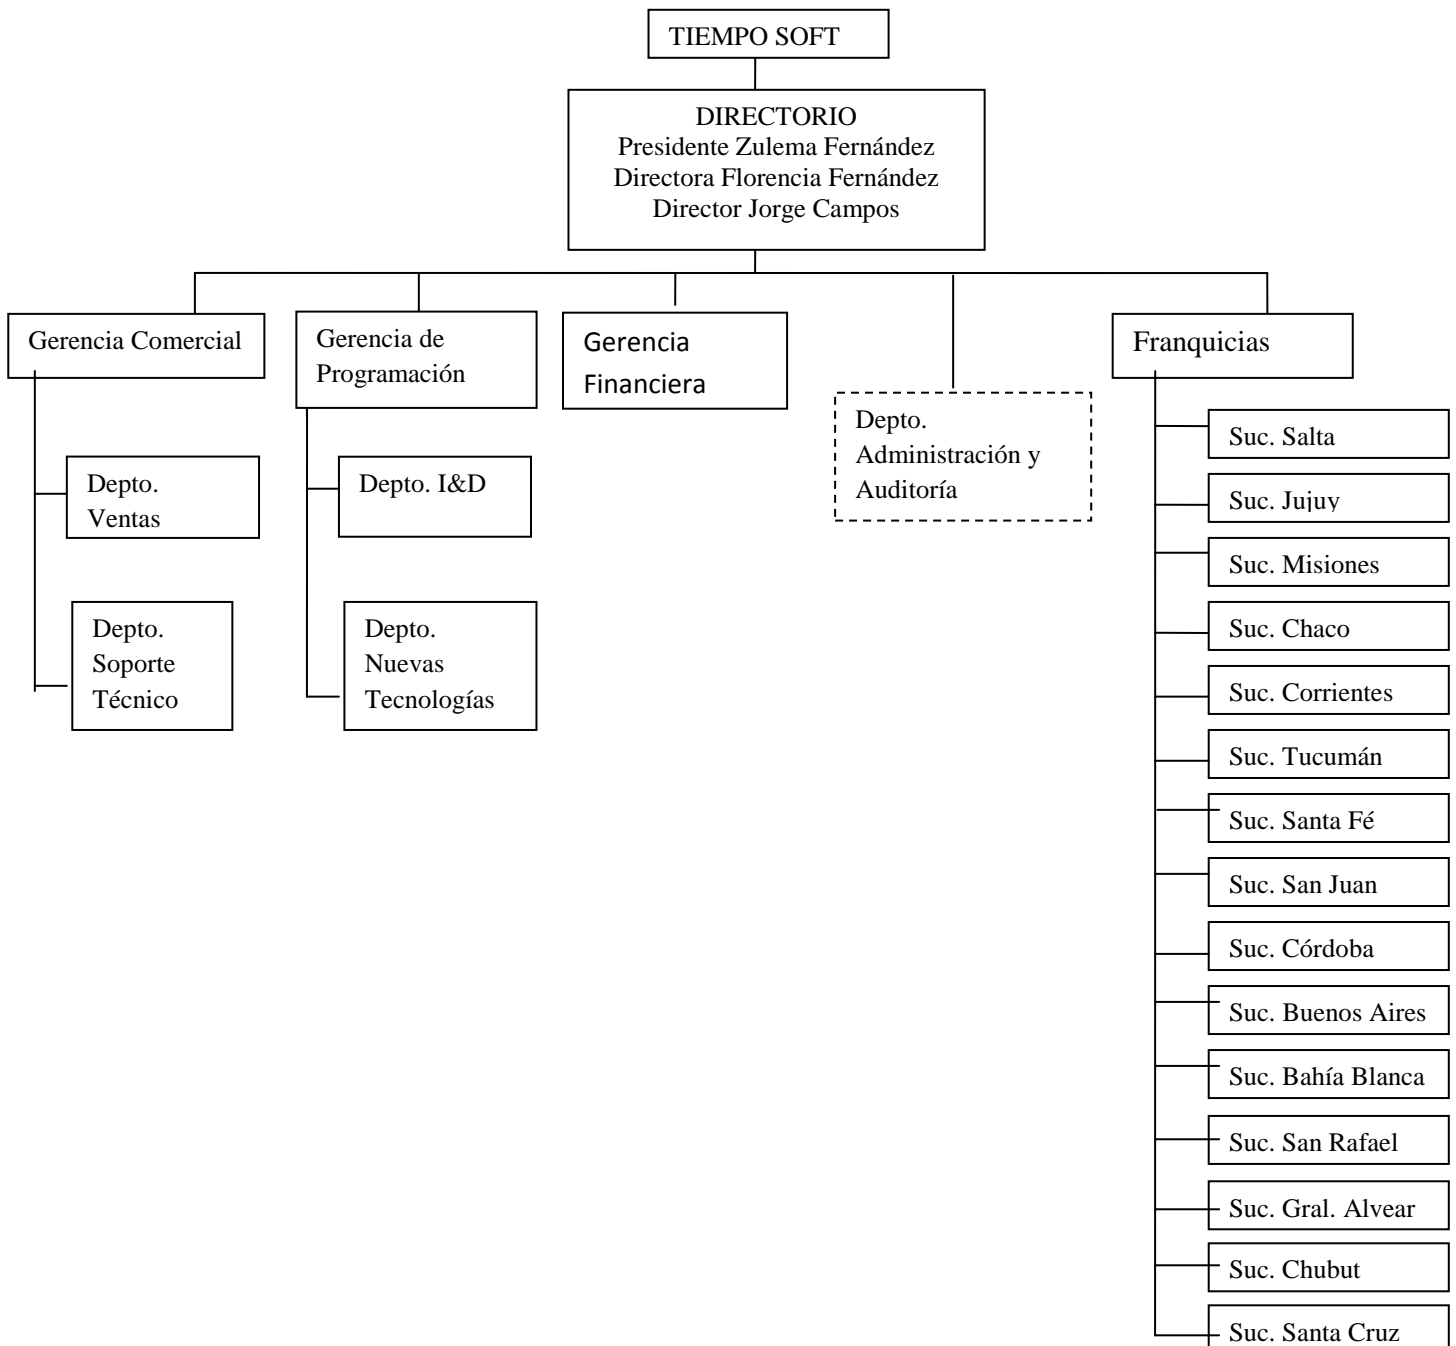 TIEMPO SOFT
DIRECTORIO
Presidente Zulema Fernández
Directora Florencia Fernández
Director Jorge Campos
Gerencia Comercial
Depto.
Ventas
Depto.
Soporte
Técnico
Gerencia de
Programación
Depto. I&D
Depto.
Nuevas
Tecnologías
Gerencia
Financiera
Depto.
Administración y
Auditoría
Franquicias
Suc. Salta
Suc. Jujuy
Suc. Misiones
Suc. Chaco
Suc. Corrientes
Suc. Tucumán
Suc. Santa Fé
Suc. San Juan
Suc. Córdoba
Suc. Buenos Aires
Suc. Bahía Blanca
Suc. San Rafael
Suc. Gral. Alvear
Suc. Chubut
Suc. Santa Cruz